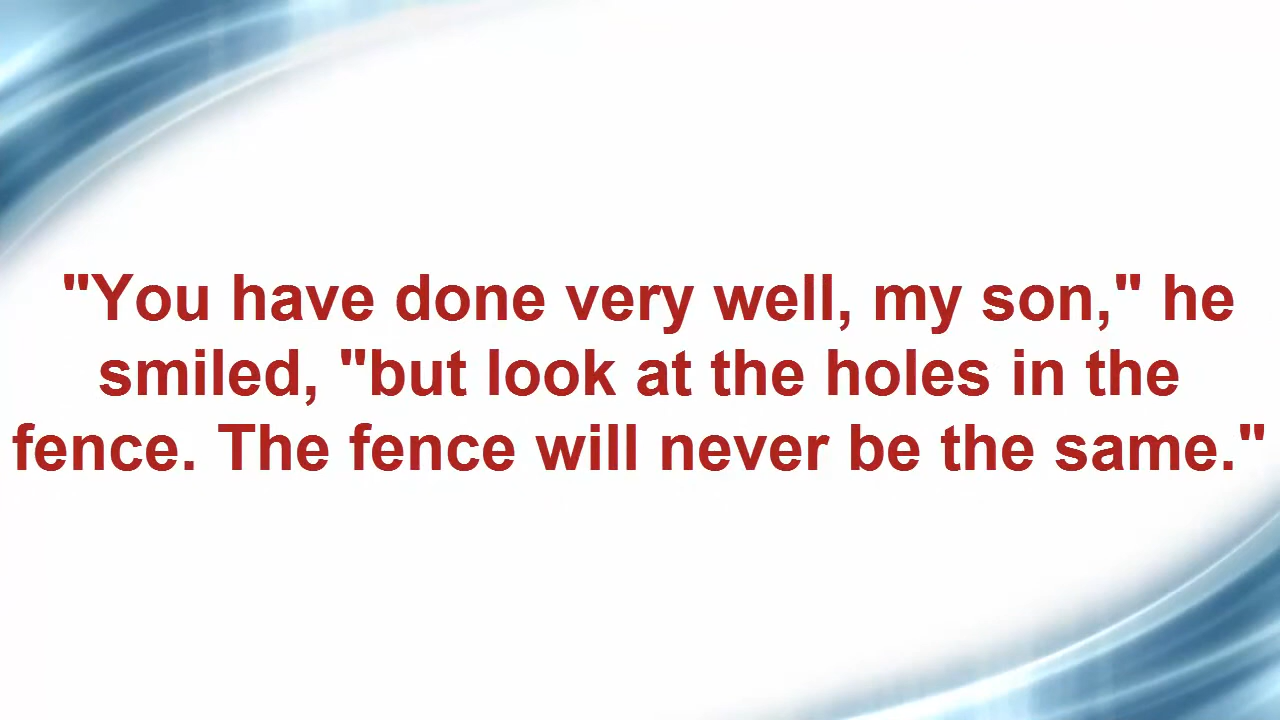 "You have done very well, my son," he
smiled, "but look at the holes in the
fence. The fence will never be the same."